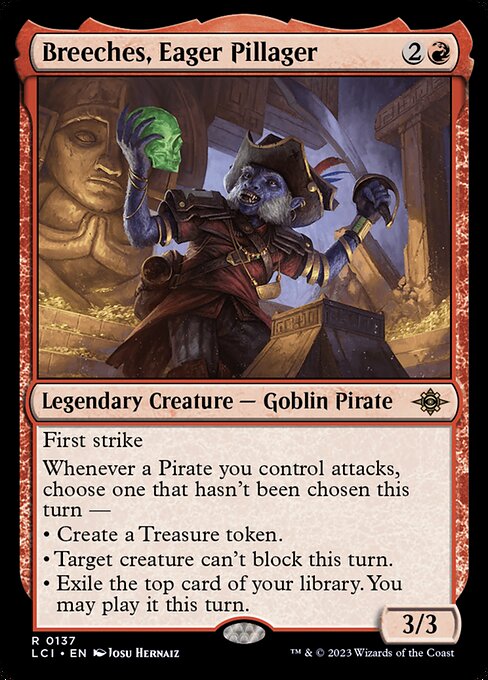 Breeches, Eager Pillager 2
Legendary Creature — Goblin Pirate
First strike
Whenever a Pirate you control attacks,
choose one that hasn't been chosen this
turn —
• Create a Treasure token.
• Target creature can't block this turn.
• Exile the top card of your library. You
may play it this turn.
3/3
R 0137
LCI • EN Josu Hernaiz
™ & © 2023 Wizards of the Coast